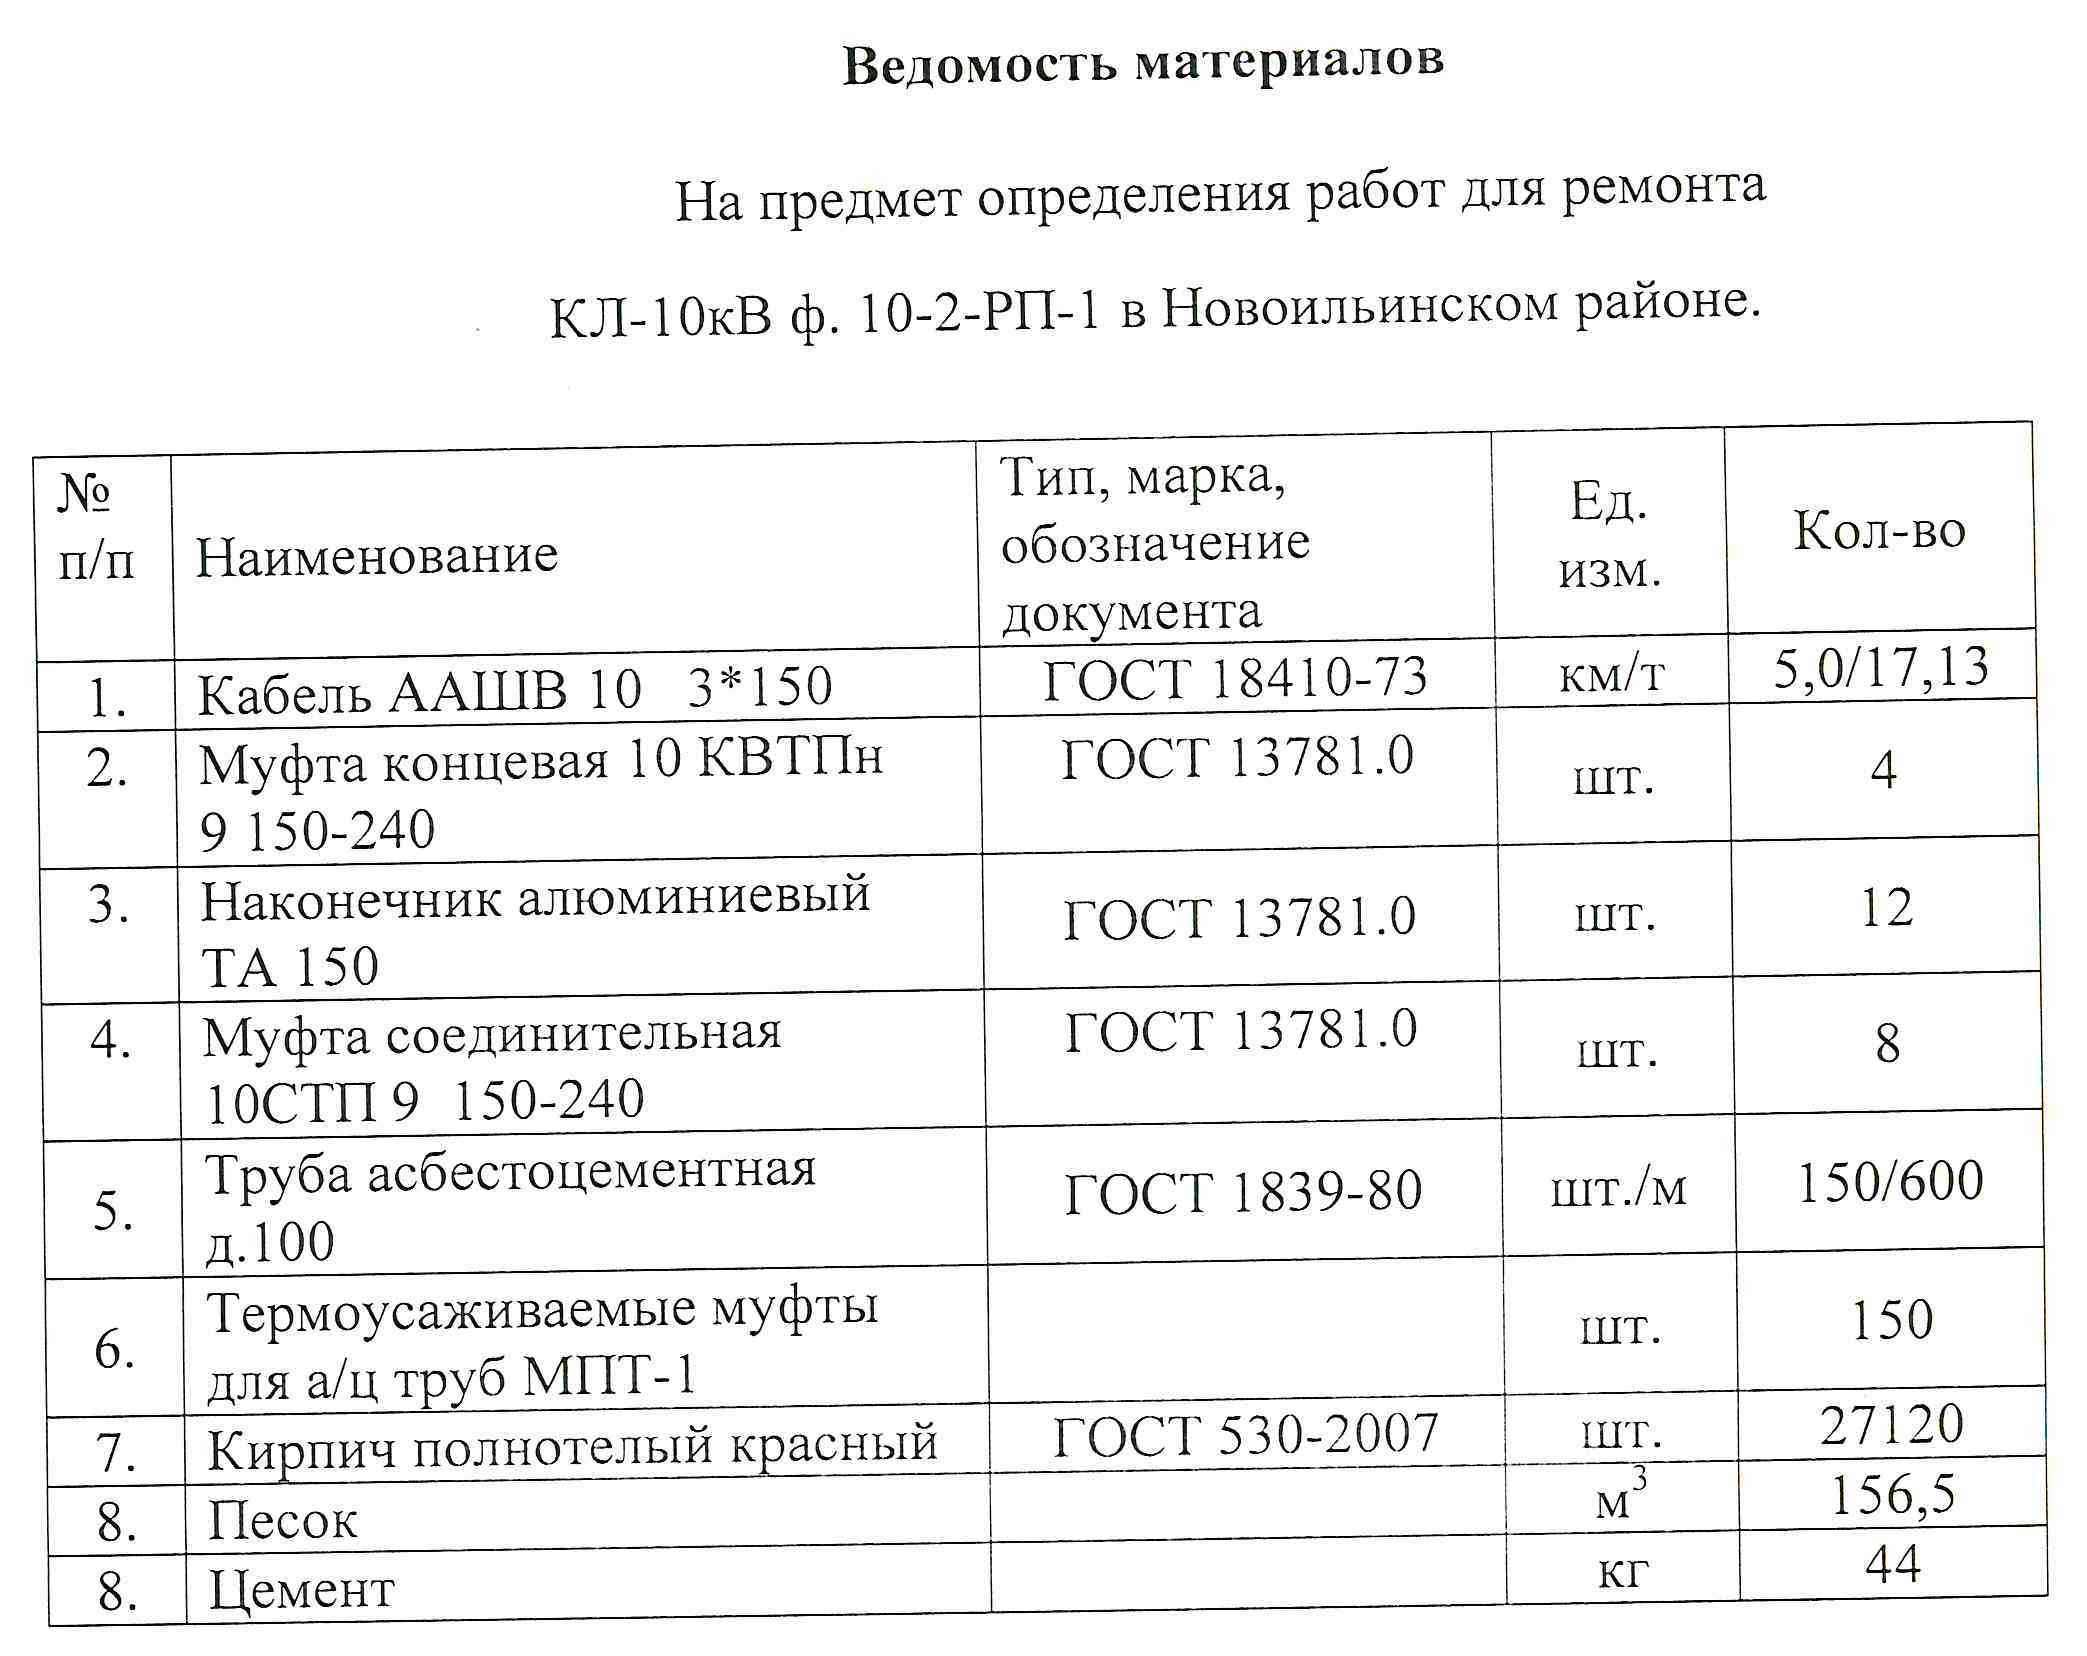 Ведомость материалов
На предмет определения работ для ремонта
КЛ-10кВ ф. 10-2-РП-1 в Новоильинском районе.
№ п/п Наименование Тип, марка, обозначение документа Ед. изм. Кол-во
1. Кабель ААШВ 10 3*150 ГОСТ 18410-73 км/т 5,0/17,13
2. Муфта концевая 10 КВТПн ГОСТ 13781.0 шт. 4
9 150-240
3. Наконечник алюминиевый ГОСТ 13781.0 шт. 12
ТА 150
4. Муфта соединительная ГОСТ 13781.0 шт. 8
10СТП 9 150-240
5. Труба асбестоцементная ГОСТ 1839-80 шт./м 150/600
д.100
6. Термоусаживаемые муфты шт. 150
для а/ц труб МПТ-1
7. Кирпич полнотелый красный ГОСТ 530-2007 шт. 27120
8. Песок м³ 156,5
8. Цемент кг 44